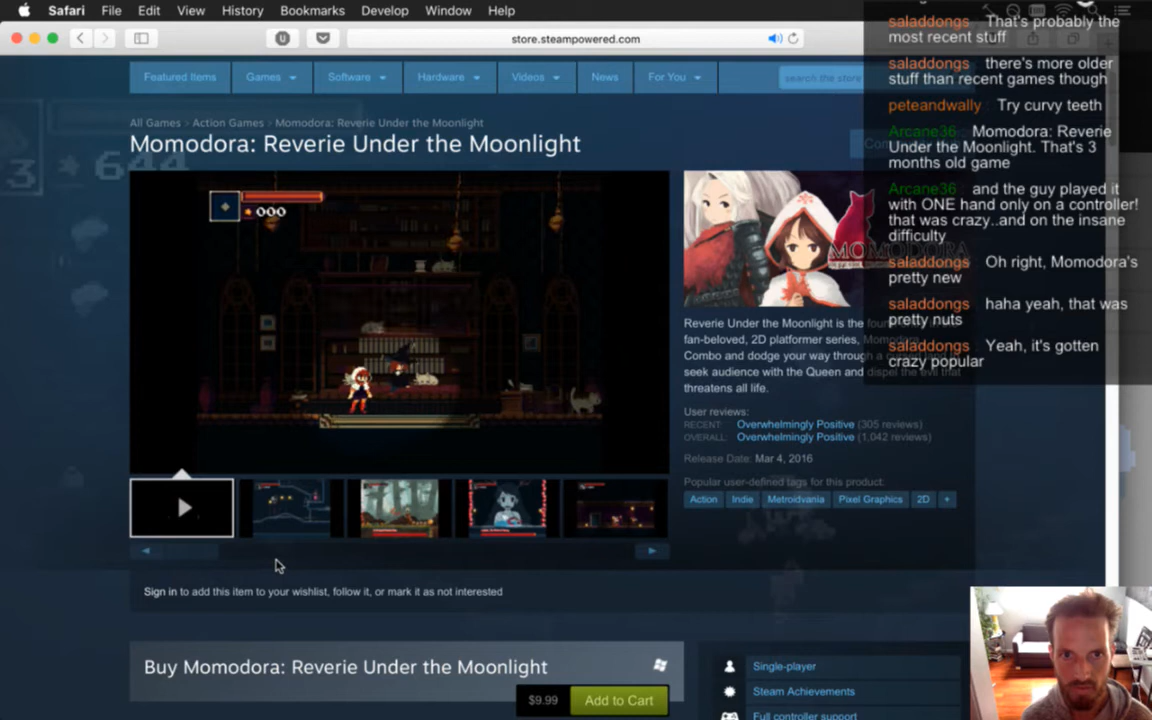 Safari File Edit View History Bookmarks Develop Window Help
store.steampowered.com
Featured Items Games Software Hardware Videos News For You search the store
All Games > Action Games > Momodora: Reverie Under the Moonlight
Momodora: Reverie Under the Moonlight
3 644
000
MOMODORA
Reverie Under the Moonlight is the
fan-beloved, 2D platformer series,
Combo and dodge your way through a
seek audience with the Queen and dispel the evil that
threatens all life.
User reviews:
RECENT: Overwhelmingly Positive (305 reviews)
OVERALL: Overwhelmingly Positive (1,042 reviews)
Release Date: Mar 4, 2016
Popular user-defined tags for this product:
Action Indie Metroidvania Pixel Graphics 2D +
Sign in to add this item to your wishlist, follow it, or mark it as not interested
Buy Momodora: Reverie Under the Moonlight
$9.99 Add to Cart
Single-player
Steam Achievements
Full controller support
saladdongs That's probably the
most recent stuff
saladdongs there's more older
stuff than recent games though
peteandwally Try curvy teeth
Arcane36 Momodora: Reverie
Under the Moonlight. That's 3
months old game
Arcane36 and the guy played it
with ONE hand only on a controller!
that was crazy..and on the insane
difficulty
saladdongs Oh right, Momodora's
pretty new
saladdongs haha yeah, that was
pretty nuts
saladdongs Yeah, it's gotten
crazy popular